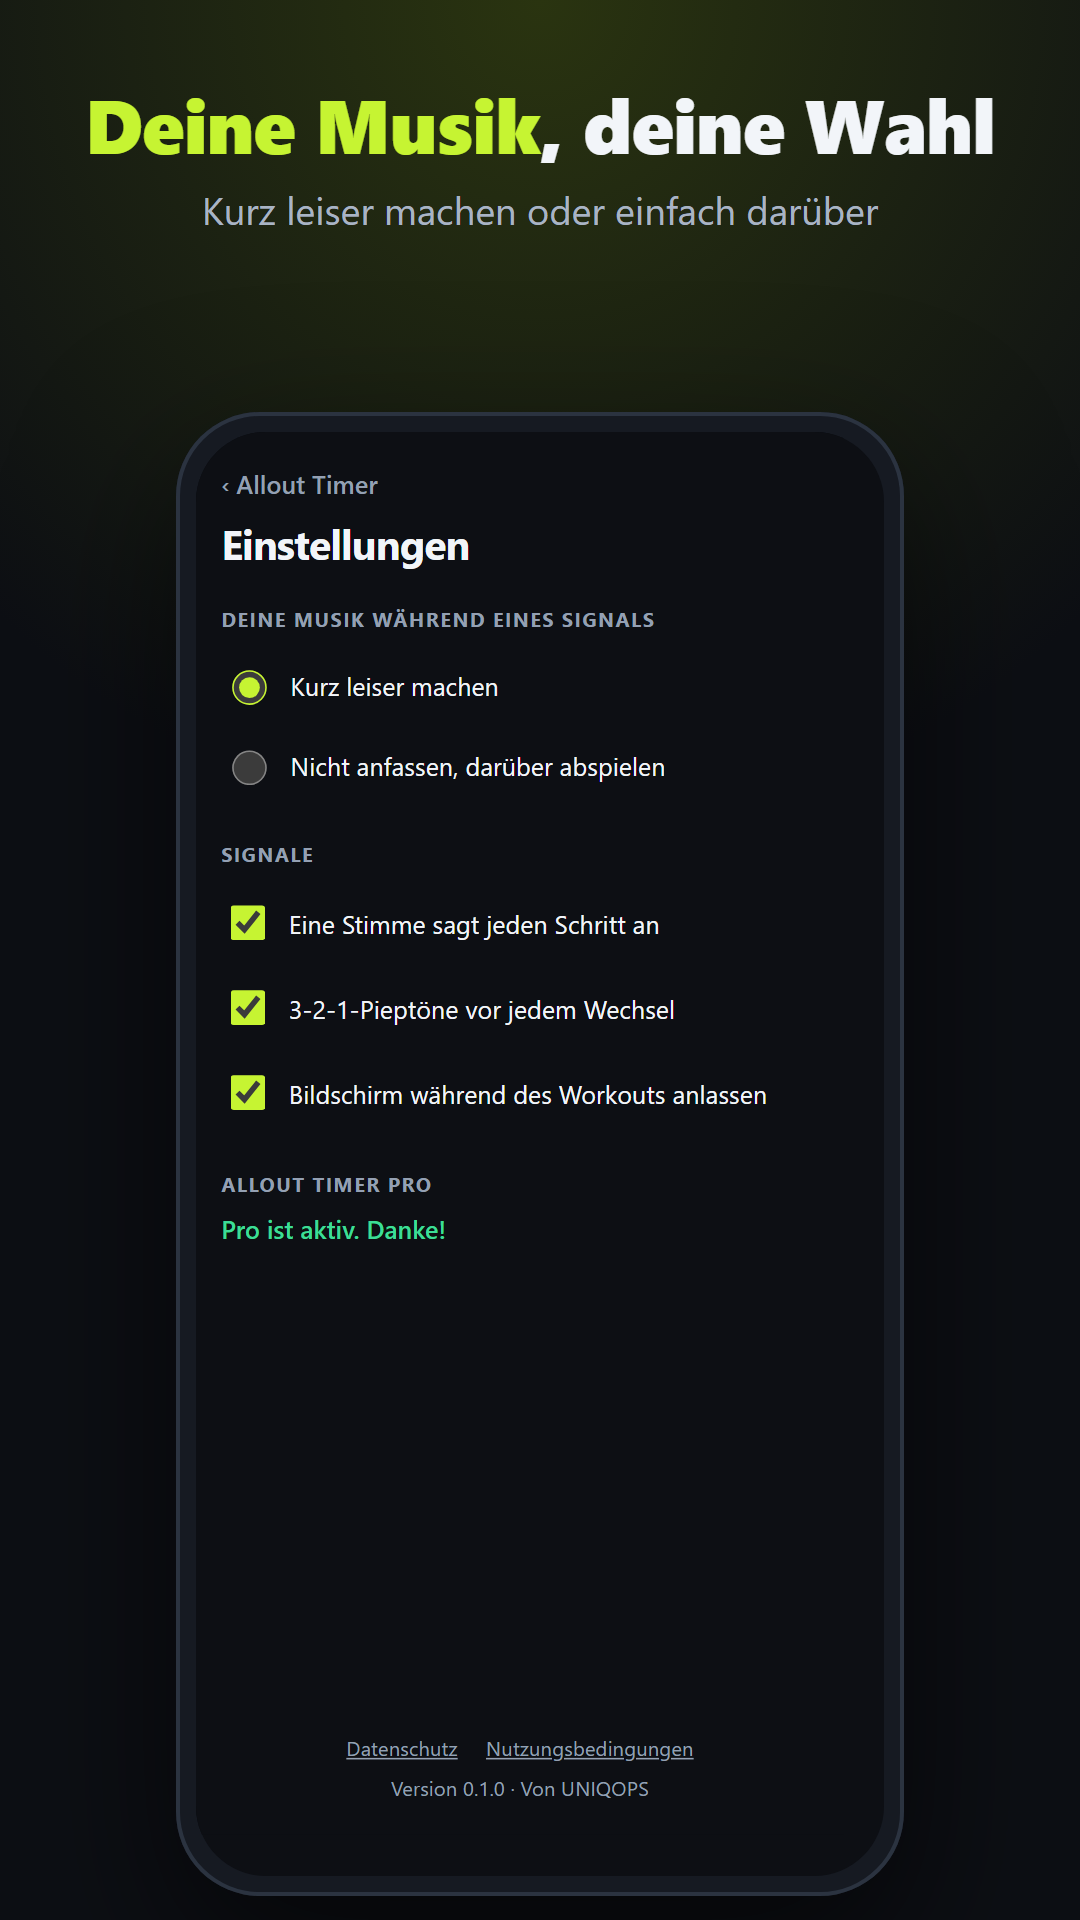 Deine Musik, deine Wahl
Kurz leiser machen oder einfach darüber
‹ Allout Timer
Einstellungen
DEINE MUSIK WÄHREND EINES SIGNALS
Kurz leiser machen
Nicht anfassen, darüber abspielen
SIGNALE
Eine Stimme sagt jeden Schritt an
3-2-1-Pieptöne vor jedem Wechsel
Bildschirm während des Workouts anlassen
ALLOUT TIMER PRO
Pro ist aktiv. Danke!
Datenschutz Nutzungsbedingungen
Version 0.1.0 · Von UNIQOPS